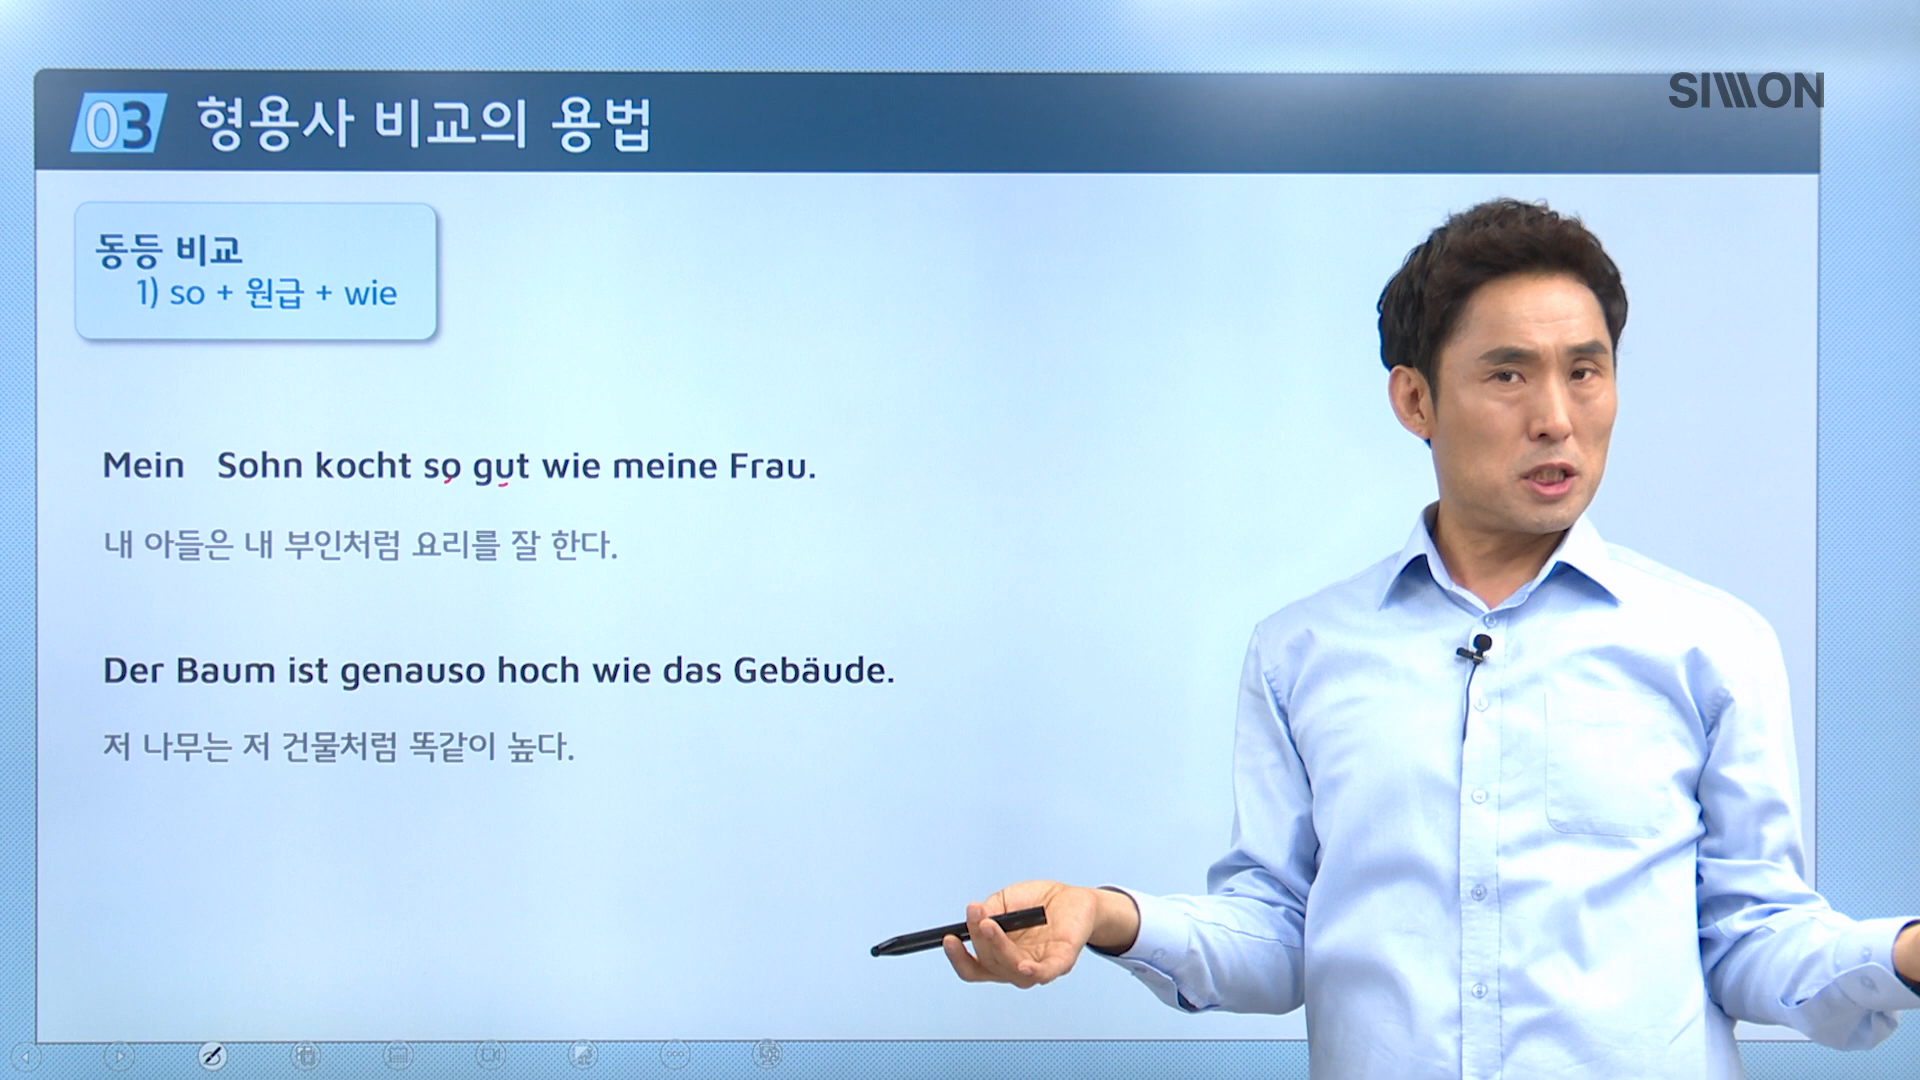 SIWON
03 형용사 비교의 용법
동등 비교
1) so + 원급 + wie
Mein Sohn kocht so gut wie meine Frau.
내 아들은 내 부인처럼 요리를 잘 한다.
Der Baum ist genauso hoch wie das Gebäude.
저 나무는 저 건물처럼 똑같이 높다.